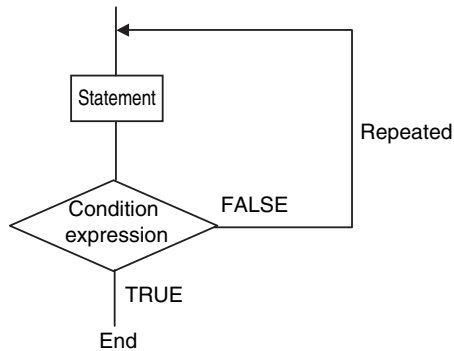 Statement
Repeated
Condition
expression
FALSE
TRUE
End